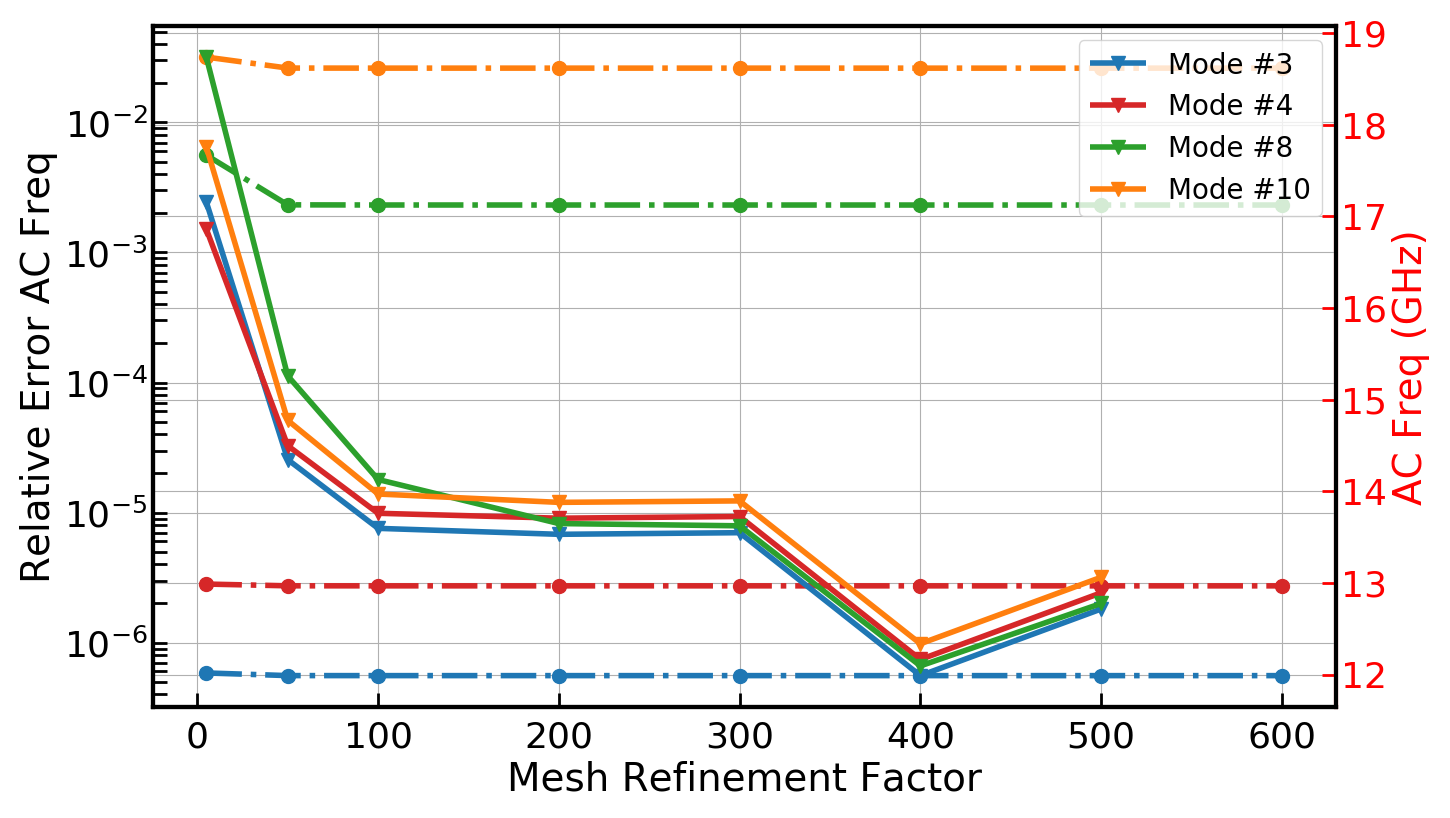 Relative Error AC Freq
10⁻²
10⁻³
10⁻⁴
10⁻⁵
10⁻⁶
19
18
17
16
15
14
13
12
AC Freq (GHz)
Mode #3
Mode #4
Mode #8
Mode #10
0 100 200 300 400 500 600
Mesh Refinement Factor